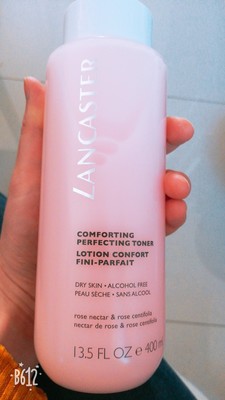 LANCASTER
COMFORTING
PERFECTING TONER
LOTION CONFORT
FINI-PARFAIT
DRY SKIN • ALCOHOL FREE
PEAU SÈCHE • SANS ALCOOL
rose nectar & rose centifolia
nectar de rose & rose centifolia
13.5 FL OZ e 400 ml
B612